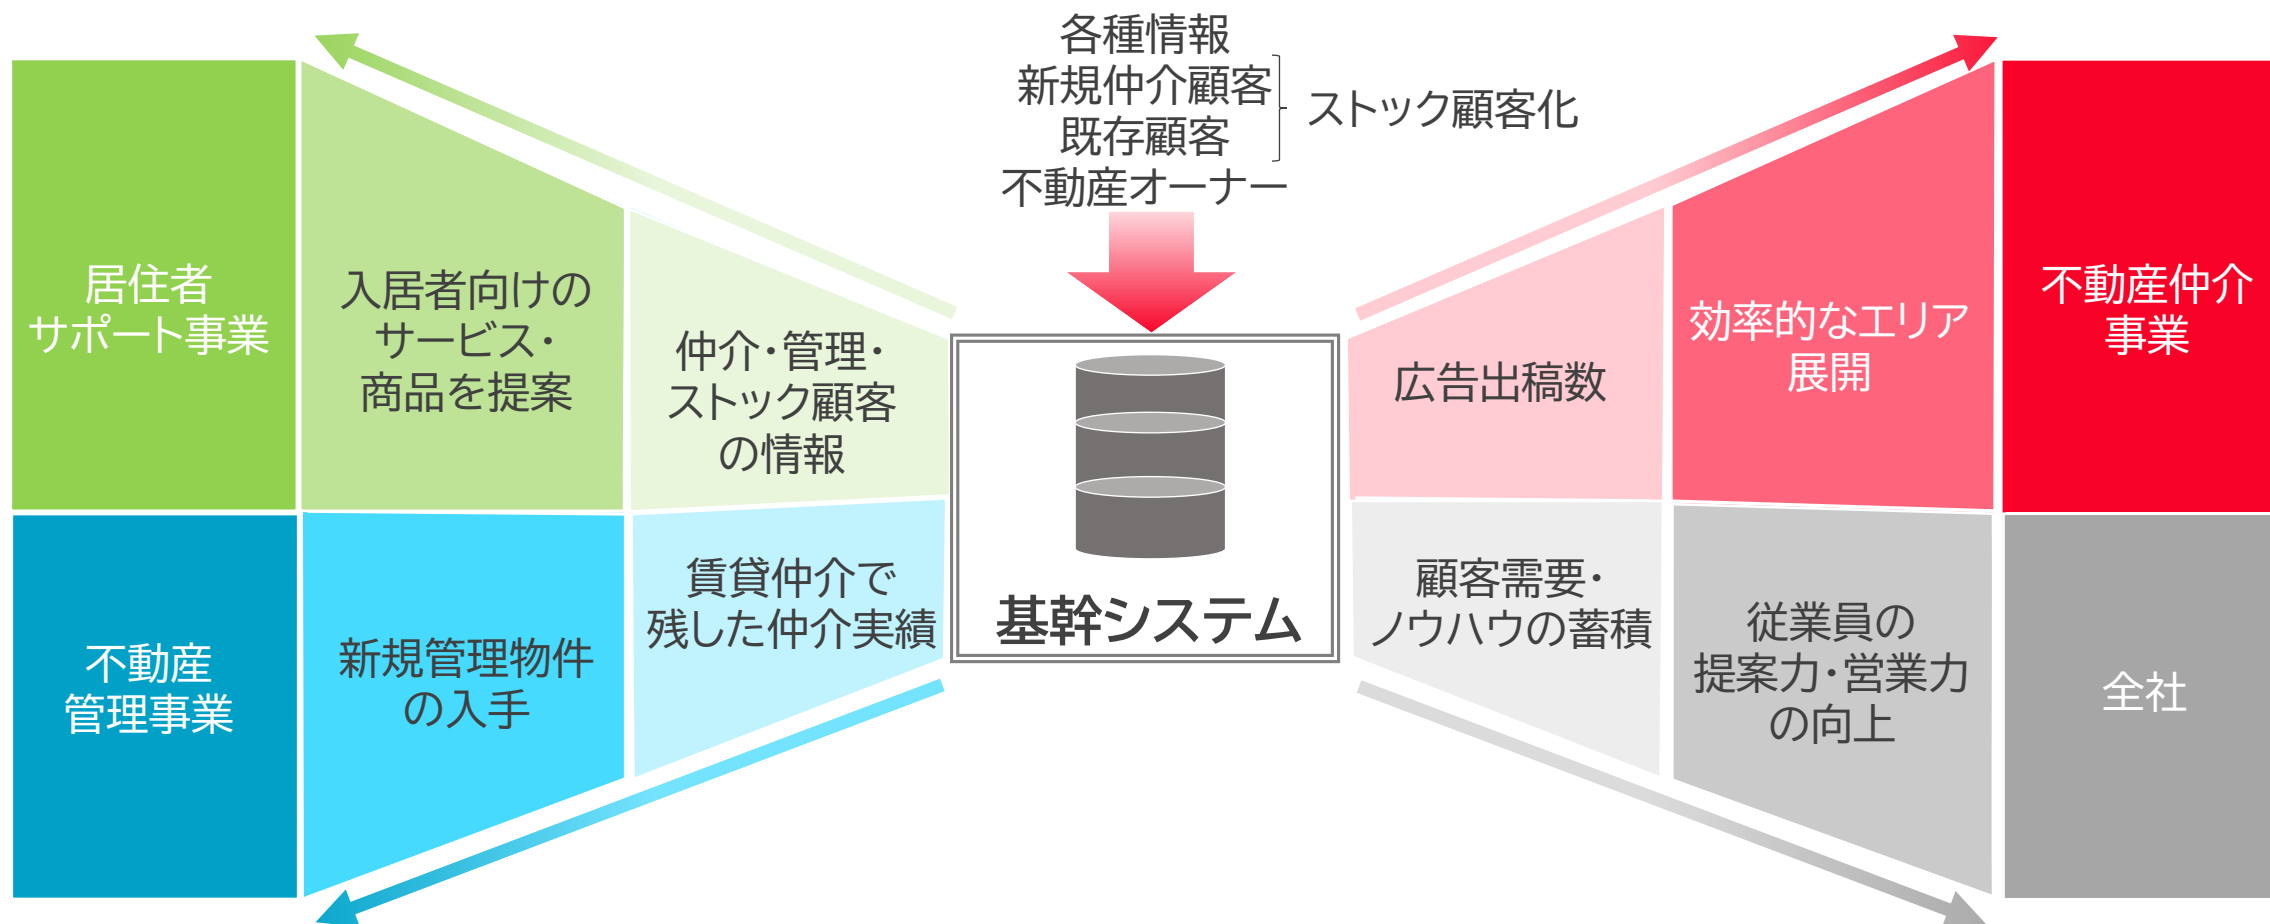 各種情報
新規仲介顧客
既存顧客
不動産オーナー
ストック顧客化
居住者
サポート事業
入居者向けの
サービス・
商品を提案
仲介・管理・
ストック顧客
の情報
基幹システム
広告出稿数
効率的なエリア
展開
不動産仲介
事業
不動産
管理事業
新規管理物件
の入手
賃貸仲介で
残した仲介実績
顧客需要・
ノウハウの蓄積
従業員の
提案力・営業力
の向上
全社